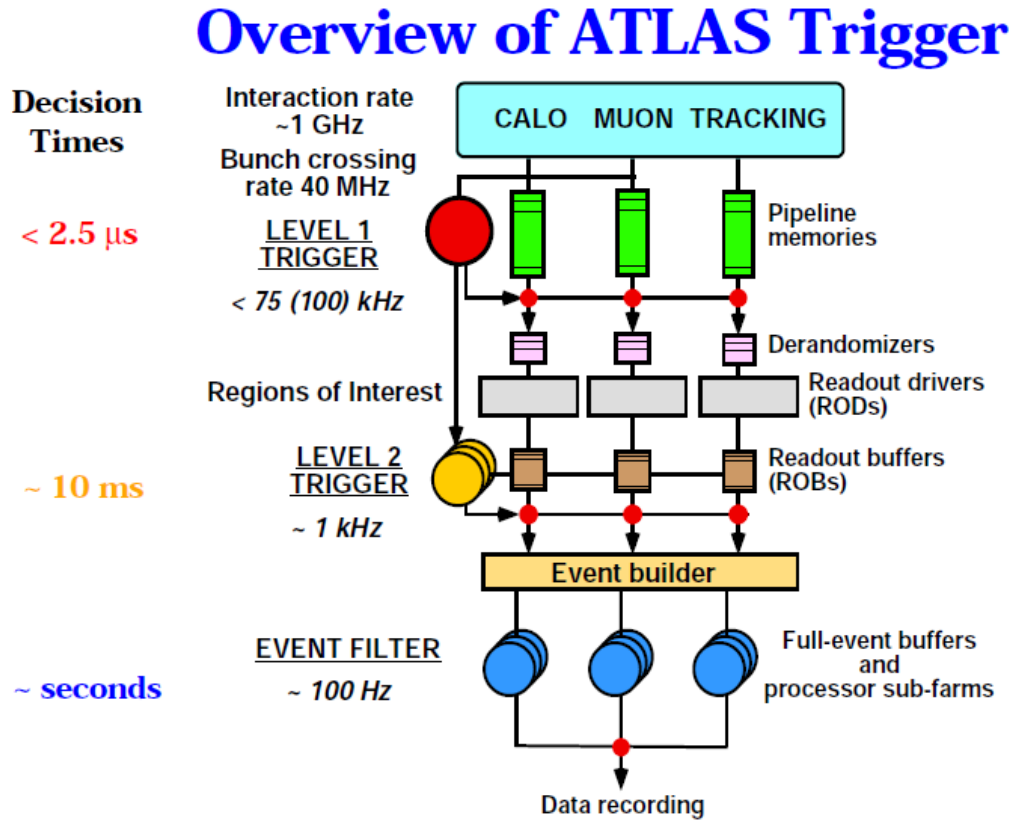 Overview of ATLAS Trigger
Decision
Times
Interaction rate
~1 GHz
CALO MUON TRACKING
Bunch crossing
rate 40 MHz
< 2.5 µs
LEVEL 1
TRIGGER
Pipeline
memories
< 75 (100) kHz
Derandomizers
Regions of Interest
Readout drivers
(RODs)
LEVEL 2
TRIGGER
Readout buffers
(ROBs)
~ 10 ms
~ 1 kHz
Event builder
EVENT FILTER
Full-event buffers
and
processor sub-farms
~ seconds
~ 100 Hz
Data recording